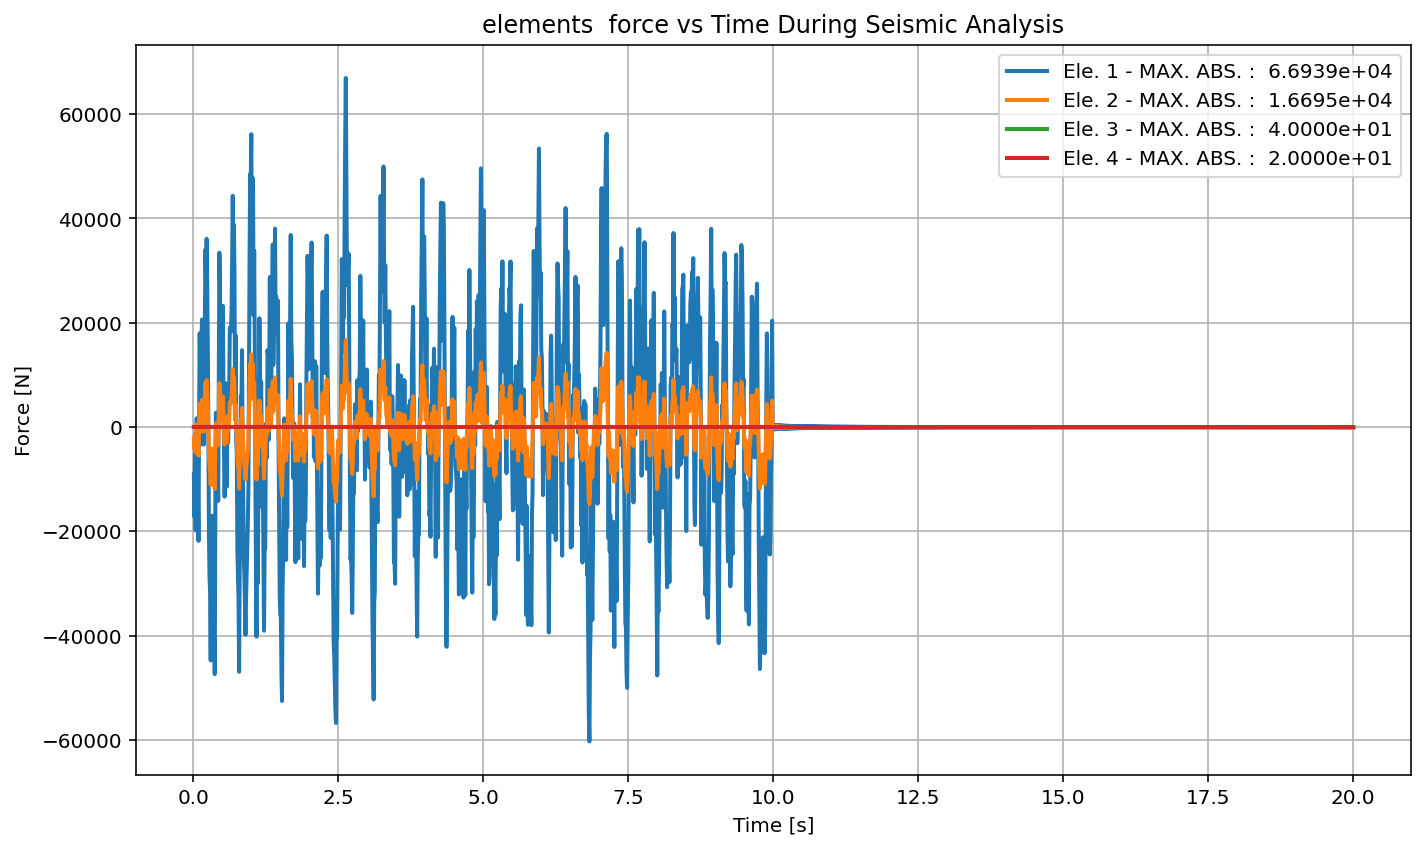 elements  force vs Time During Seismic Analysis
Ele. 1 - MAX. ABS. :  6.6939e+04
Ele. 2 - MAX. ABS. :  1.6695e+04
Ele. 3 - MAX. ABS. :  4.0000e+01
Ele. 4 - MAX. ABS. :  2.0000e+01
Force [N]
60000
40000
20000
0
−20000
−40000
−60000
0.0 2.5 5.0 7.5 10.0 12.5 15.0 17.5 20.0
Time [s]